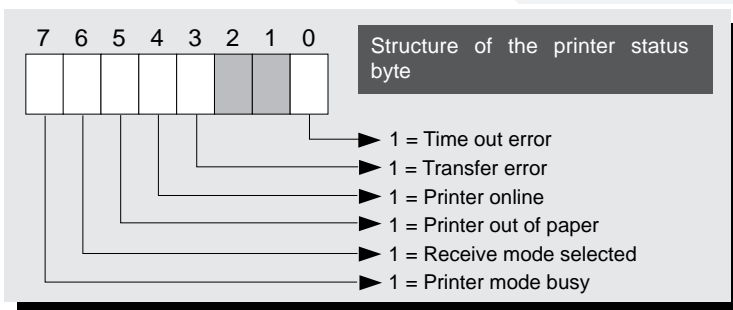 7 6 5 4 3 2 1 0
Structure of the printer status
byte
1 = Time out error
1 = Transfer error
1 = Printer online
1 = Printer out of paper
1 = Receive mode selected
1 = Printer mode busy